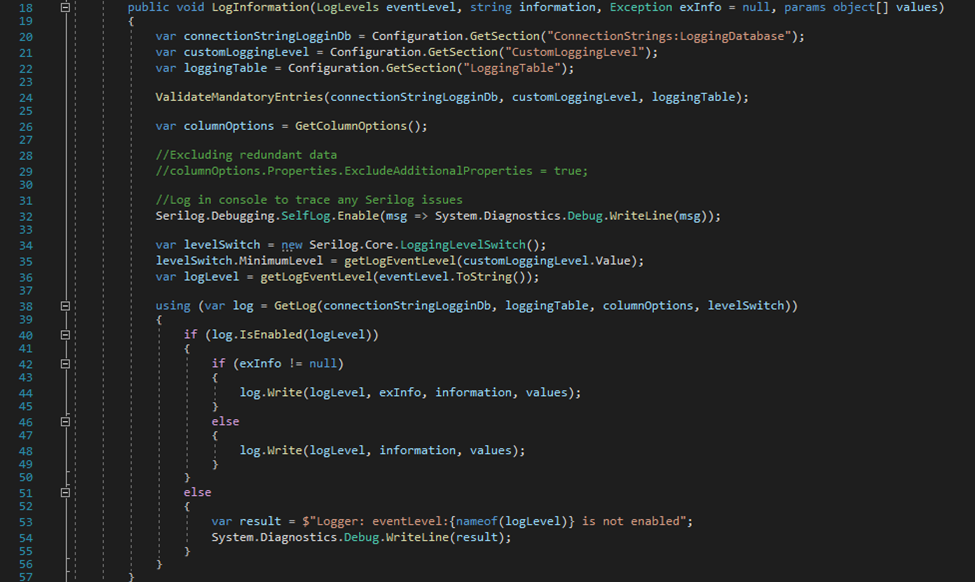 18 public void LogInformation(LogLevels eventLevel, string information, Exception exInfo = null, params object[] values)
19 {
20 var connectionStringLogginDb = Configuration.GetSection("ConnectionStrings:LoggingDatabase");
21 var customLoggingLevel = Configuration.GetSection("CustomLoggingLevel");
22 var loggingTable = Configuration.GetSection("LoggingTable");
23
24 ValidateMandatoryEntries(connectionStringLogginDb, customLoggingLevel, loggingTable);
25
26 var columnOptions = GetColumnOptions();
27
28 //Excluding redundant data
29 //columnOptions.Properties.ExcludeAdditionalProperties = true;
30
31 //Log in console to trace any Serilog issues
32 Serilog.Debugging.SelfLog.Enable(msg => System.Diagnostics.Debug.WriteLine(msg));
33
34 var levelSwitch = new Serilog.Core.LoggingLevelSwitch();
35 levelSwitch.MinimumLevel = getLogEventLevel(customLoggingLevel.Value);
36 var logLevel = getLogEventLevel(eventLevel.ToString());
37
38 using (var log = GetLog(connectionStringLogginDb, loggingTable, columnOptions, levelSwitch))
39 {
40 if (log.IsEnabled(logLevel))
41 {
42 if (exInfo != null)
43 {
44 log.Write(logLevel, exInfo, information, values);
45 }
46 else
47 {
48 log.Write(logLevel, information, values);
49 }
50 }
51 else
52 {
53 var result = $"Logger: eventLevel:{nameof(logLevel)} is not enabled";
54 System.Diagnostics.Debug.WriteLine(result);
55 }
56 }
57 }